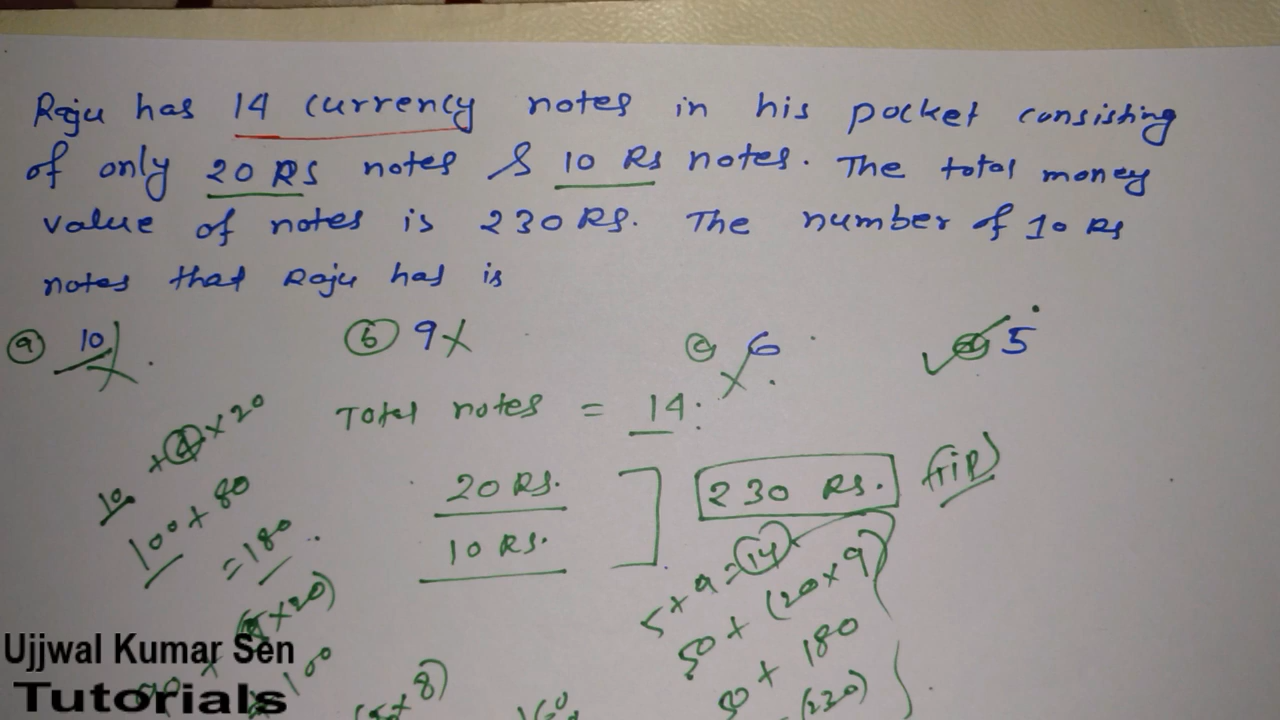 Raju has 14 currency notes in his pocket consisting
of only 20 RS notes & 10 Rs notes. The total money
value of notes is 230 RS. The number of 10 Rs
notes that Raju has is
(a) 10 (b) 9 (c) 6 (d) 5
Total notes = 14
20 RS.
10 RS.
230 RS.
10 + 4 × 20
100 + 80
= 180
5 + 9 = 14
50 + (20 × 9)
50 + 180
(230)
Ujjwal Kumar Sen
Tutorials